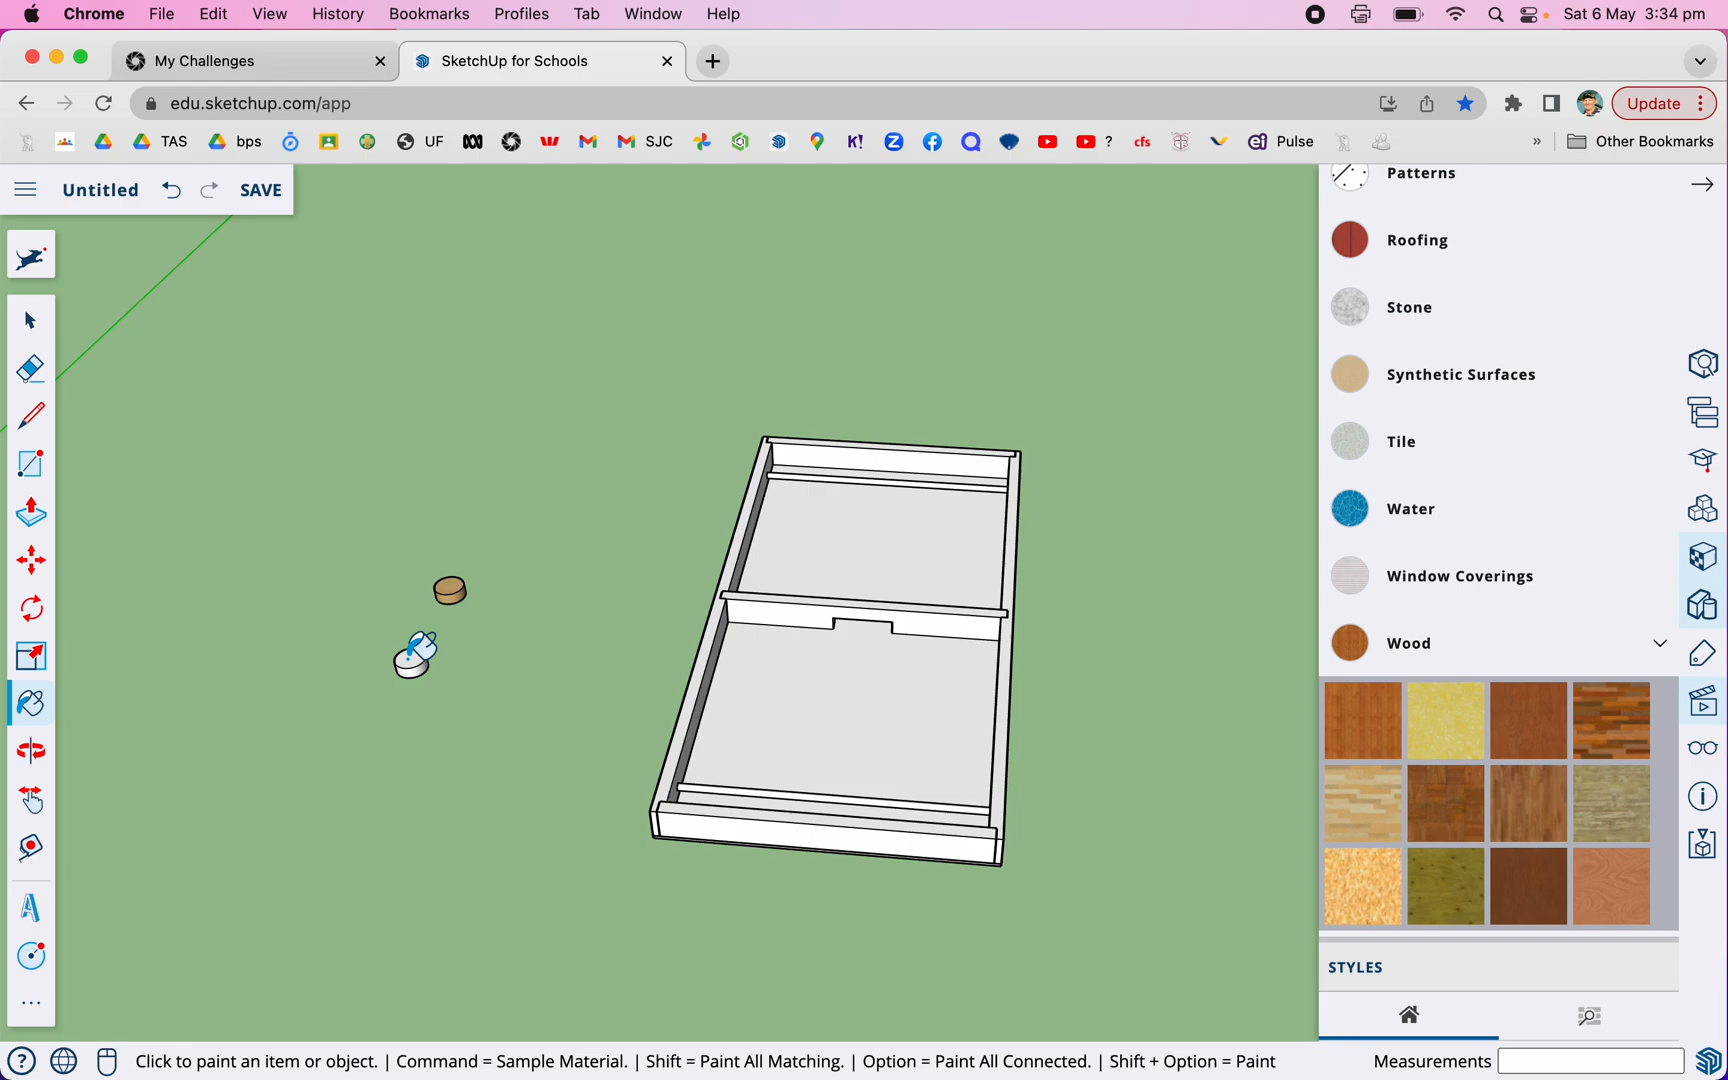 Chrome File Edit View History Bookmarks Profiles Tab Window Help Sat 6 May 3:34 pm
My Challenges SketchUp for Schools
edu.sketchup.com/app Update
TAS bps UF SJC K! ? cfs ei Pulse » Other Bookmarks
Untitled SAVE
Patterns
Roofing
Stone
Synthetic Surfaces
Tile
Water
Window Coverings
Wood
STYLES
Click to paint an item or object. | Command = Sample Material. | Shift = Paint All Matching. | Option = Paint All Connected. | Shift + Option = Paint Measurements